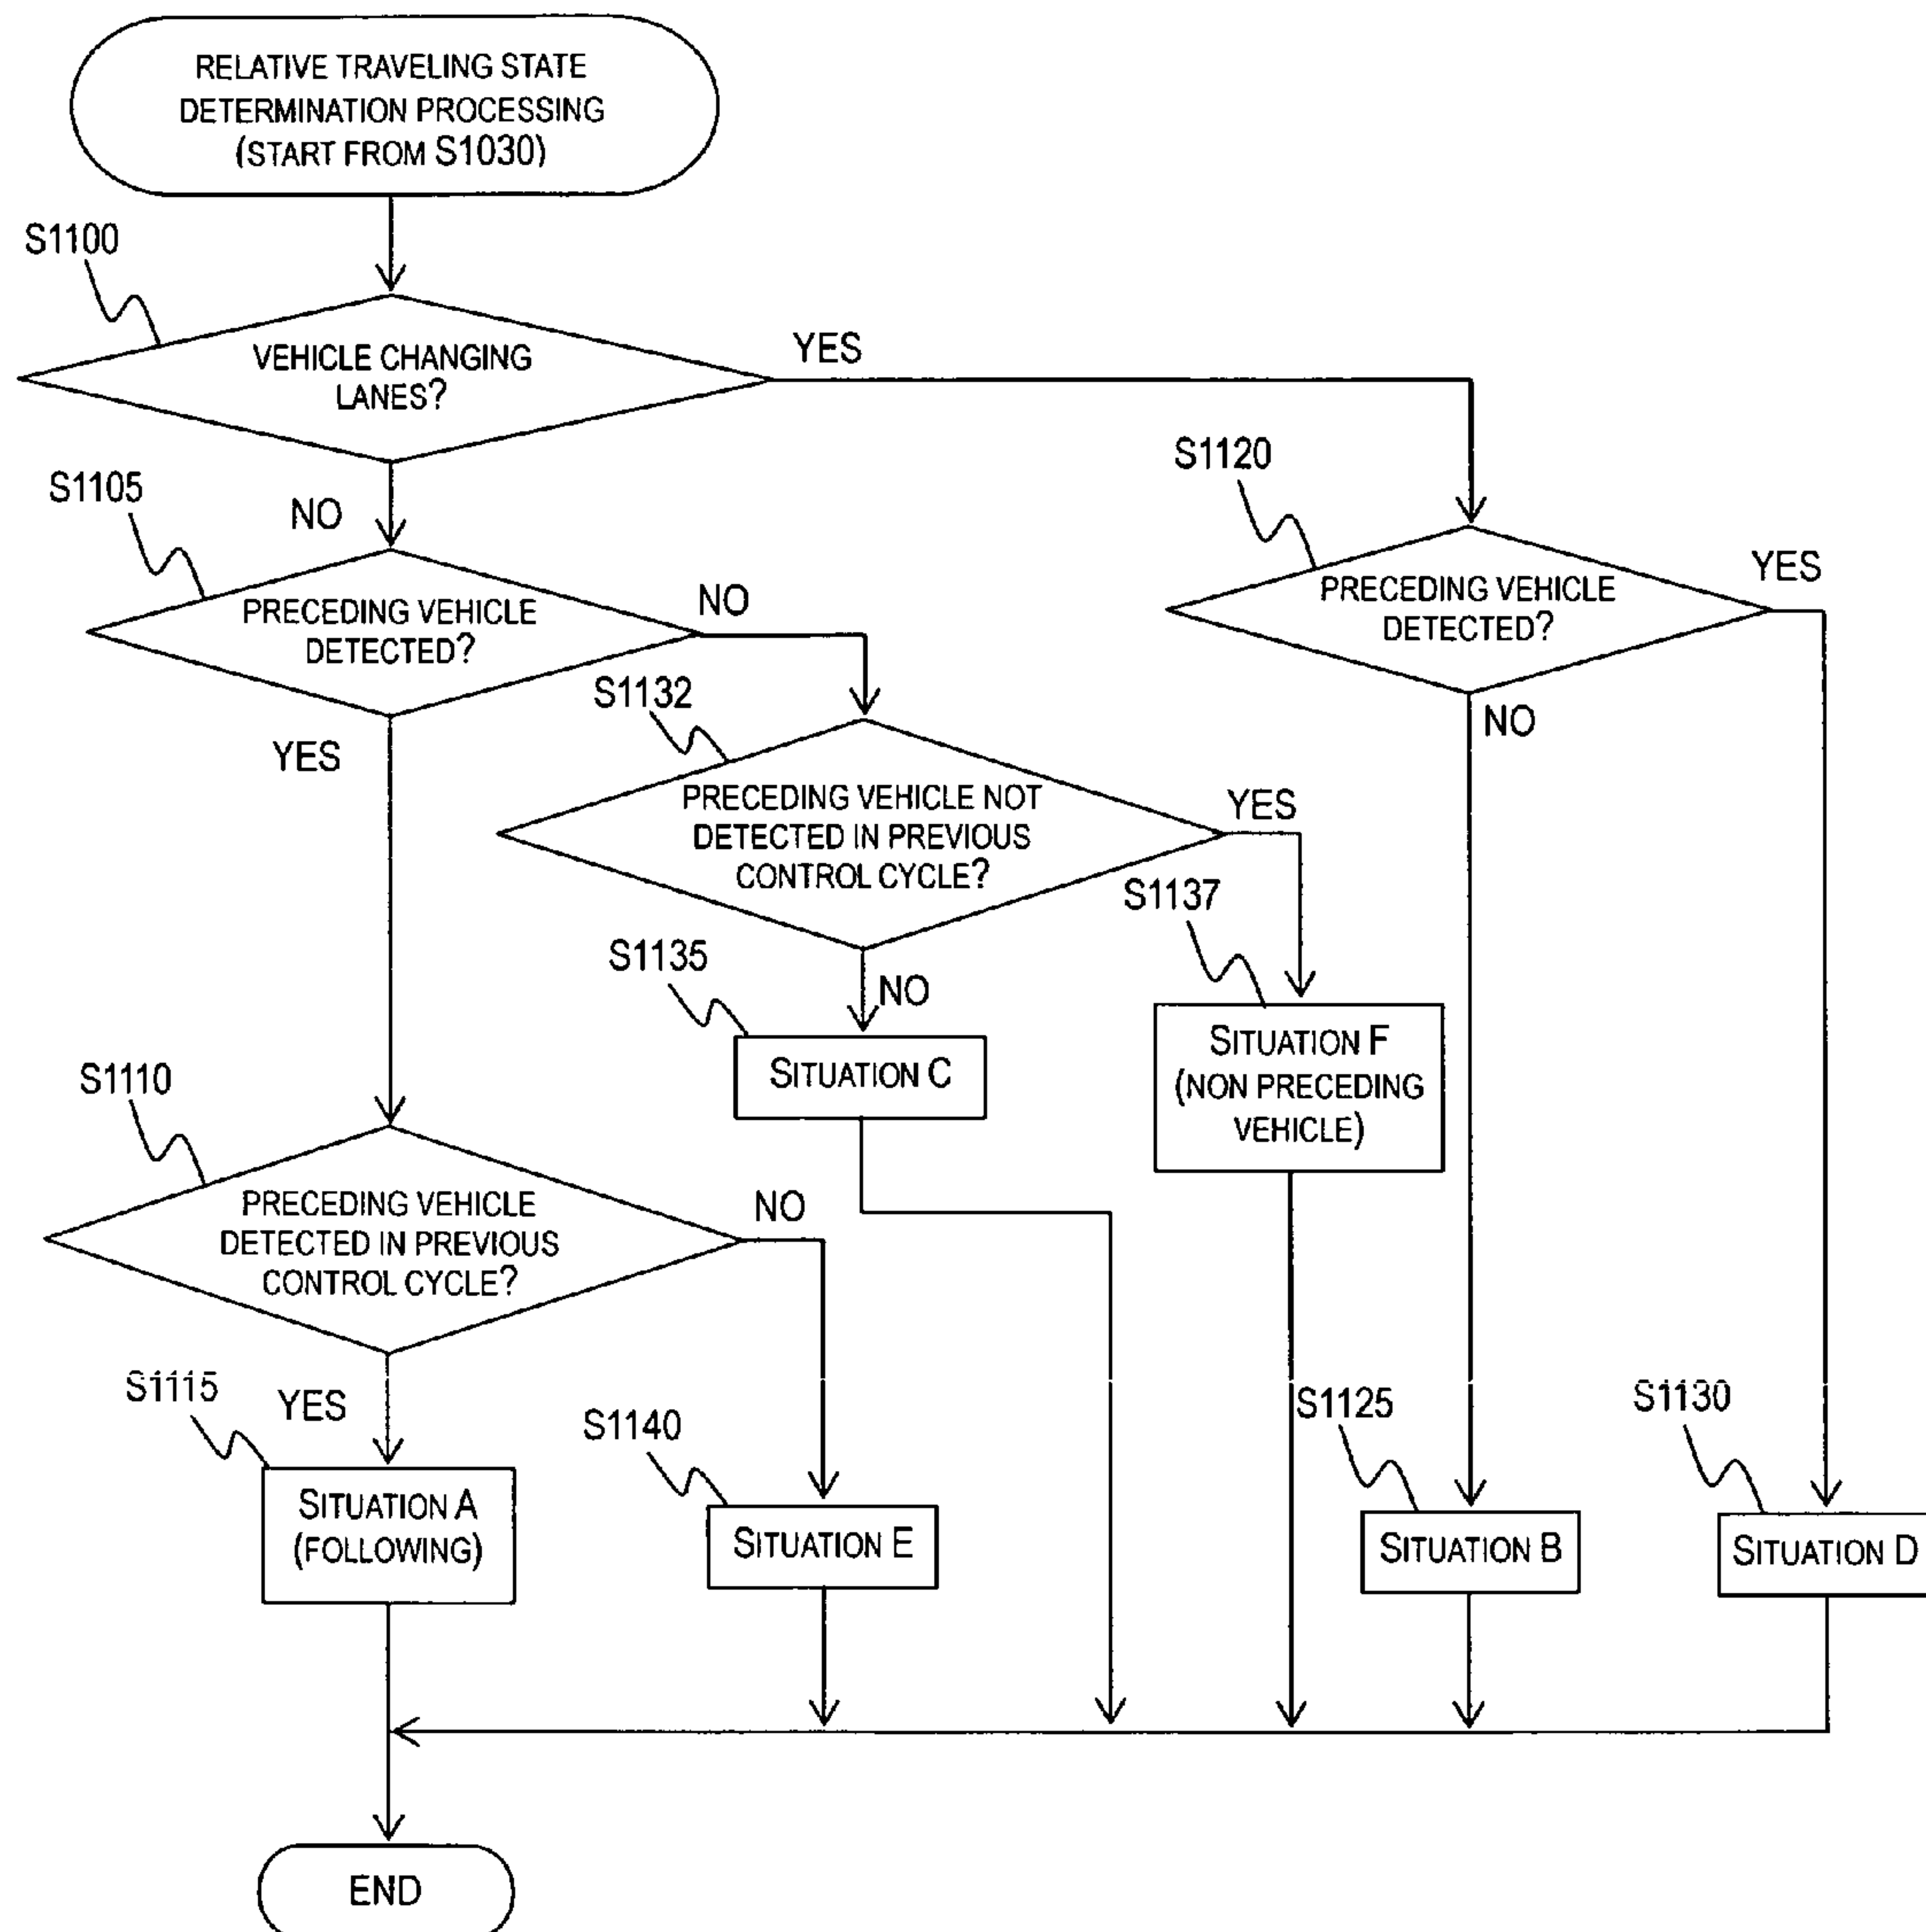 RELATIVE TRAVELING STATE
DETERMINATION PROCESSING
(START FROM S1030)
S1100
VEHICLE CHANGING
LANES?
YES
NO
S1105
PRECEDING VEHICLE
DETECTED?
NO
YES
S1120
PRECEDING VEHICLE
DETECTED?
YES
NO
S1132
PRECEDING VEHICLE NOT
DETECTED IN PREVIOUS
CONTROL CYCLE?
YES
NO
S1135
SITUATION C
S1137
SITUATION F
(NON PRECEDING
VEHICLE)
S1110
PRECEDING VEHICLE
DETECTED IN PREVIOUS
CONTROL CYCLE?
NO
YES
S1115
SITUATION A
(FOLLOWING)
S1140
SITUATION E
S1125
SITUATION B
S1130
SITUATION D
END